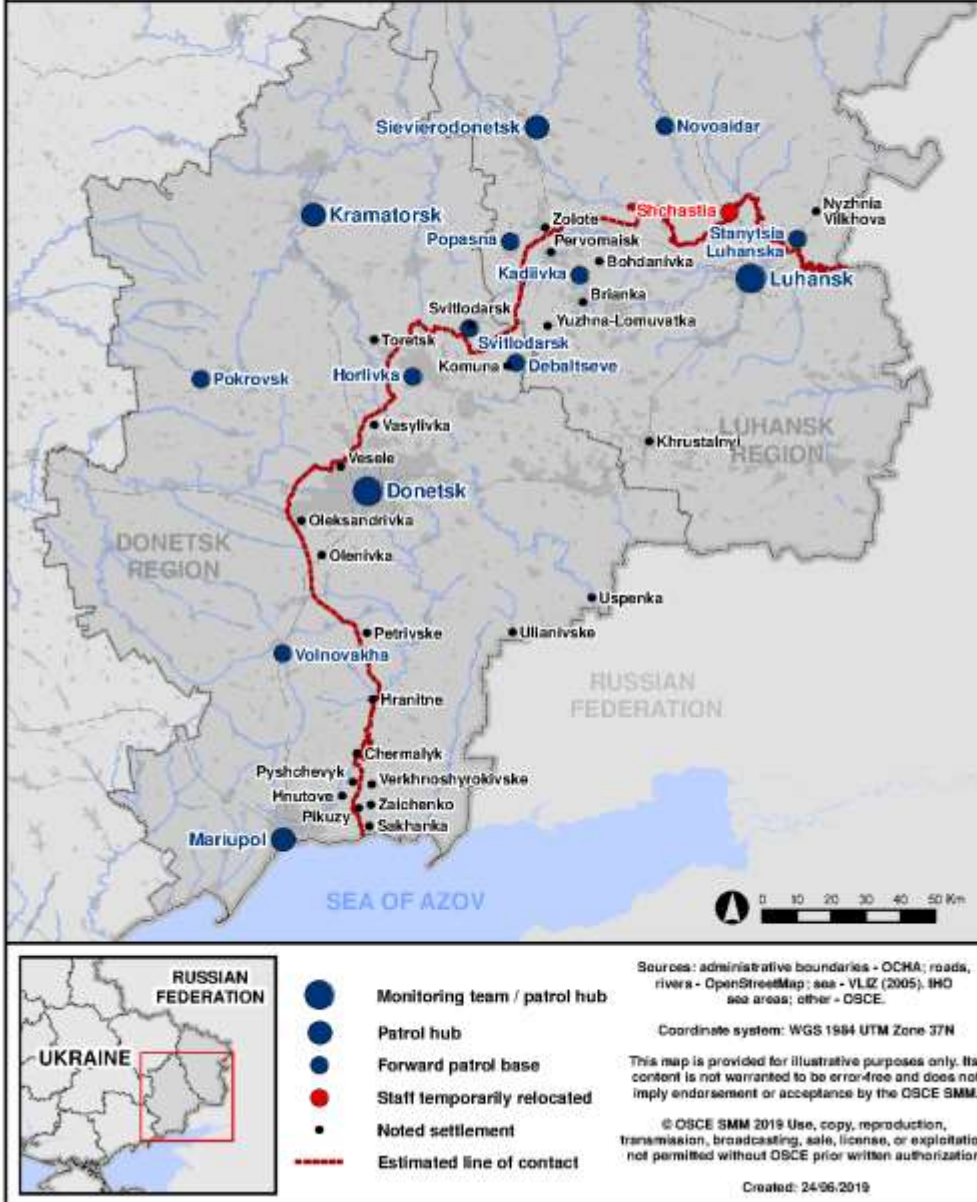 Sievierodonetsk
Novoaidar
Kramatorsk
Shchastia
Nyzhnia
Vilkhova
Zolote
Popasna
Pervomaisk
Stanytsia
Luhanska
Bohdanivka
Kadiivka
Luhansk
Brianka
Svitlodarsk
Yuzhna-Lomuvatka
Toretsk
Svitlodarsk
Komuna
Debaltseve
Pokrovsk
Horlivka
Vasylivka
LUHANSK
REGION
Khrustalnyi
Vesele
Donetsk
Oleksandrivka
DONETSK
REGION
Olenivka
Uspenka
Petrivske
Ulianivske
Volnovakha
RUSSIAN
FEDERATION
Hranitne
Chermalyk
Pyshchevyk
Verkhnoshyrokivske
Hnutove
Zaichenko
Pikuzy
Sakhanka
Mariupol
SEA OF AZOV
0 10 20 30 40 50 Km
RUSSIAN
FEDERATION
UKRAINE
Monitoring team / patrol hub
Patrol hub
Forward patrol base
Staff temporarily relocated
Noted settlement
Estimated line of contact
Sources: administrative boundaries - OCHA; roads,
rivers - OpenStreetMap; sea - VLIZ (2005). IHO
sea areas; other - OSCE.
Coordinate system: WGS 1984 UTM Zone 37N
This map is provided for illustrative purposes only. Its
content is not warranted to be error-free and does not
imply endorsement or acceptance by the OSCE SMM.
© OSCE SMM 2019 Use, copy, reproduction,
transmission, broadcasting, sale, license, or exploitation
not permitted without OSCE prior written authorization
Created: 24/06/2019